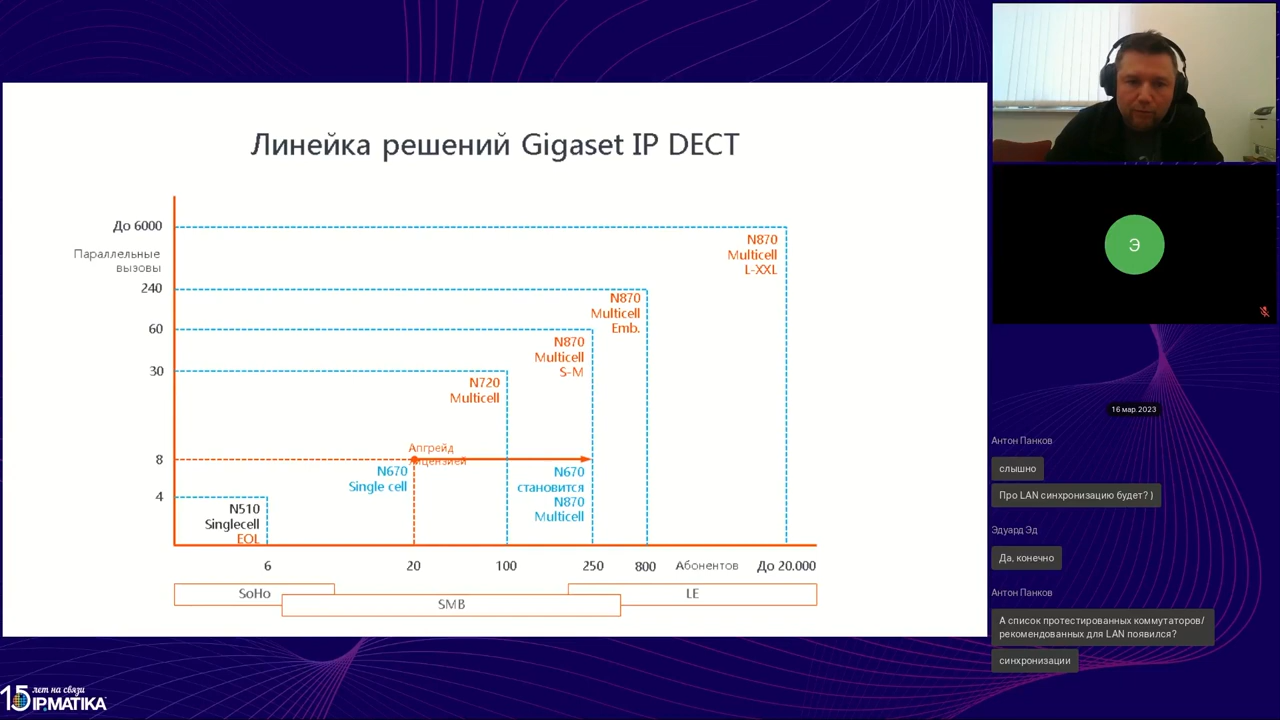 Линейка решений Gigaset IP DECT
До 6000
Параллельные
вызовы
240
60
30
8
4
N870
Multicell
L-XXL
N870
Multicell
Emb.
N870
Multicell
S-M
N720
Multicell
Апгрейд
лицензией
N670
Single cell
N670
становится
N870
Multicell
N510
Singlecell
EOL
6
20
100
250
800
Абонентов
До 20.000
SoHo
SMB
LE
15 лет на связи
IPMATIKA
Э
16 мар. 2023
Антон Панков
слышно
Про LAN синхронизацию будет? )
Эдуард Эд
Да, конечно
Антон Панков
А список протестированных коммутаторов/
рекомендованных для LAN появился?
синхронизации